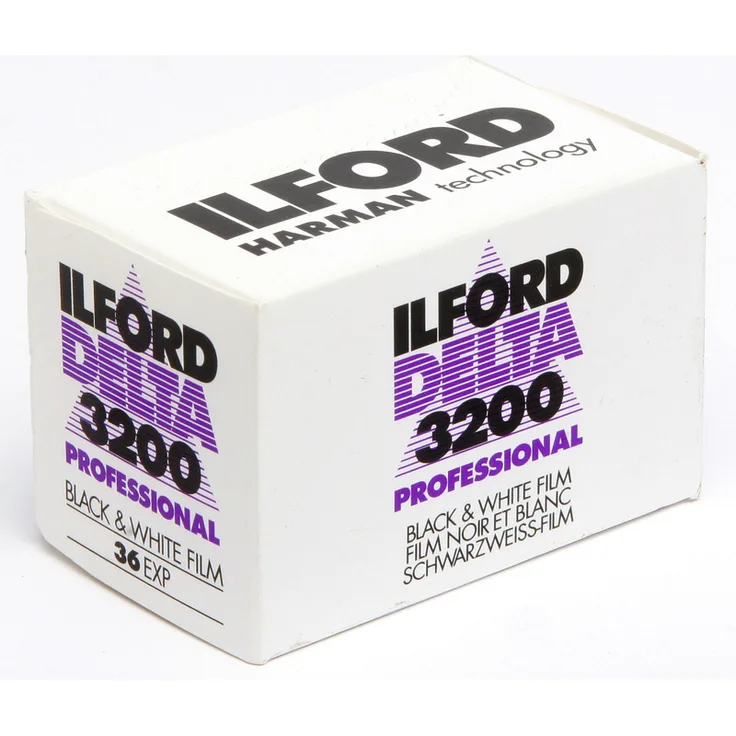 ILFORD
HARMAN technology
ILFORD
DELTA
3200
PROFESSIONAL
BLACK & WHITE FILM
36 EXP
ILFORD
DELTA
3200
PROFESSIONAL
BLACK & WHITE FILM
FILM NOIR ET BLANC
SCHWARZWEISS-FILM